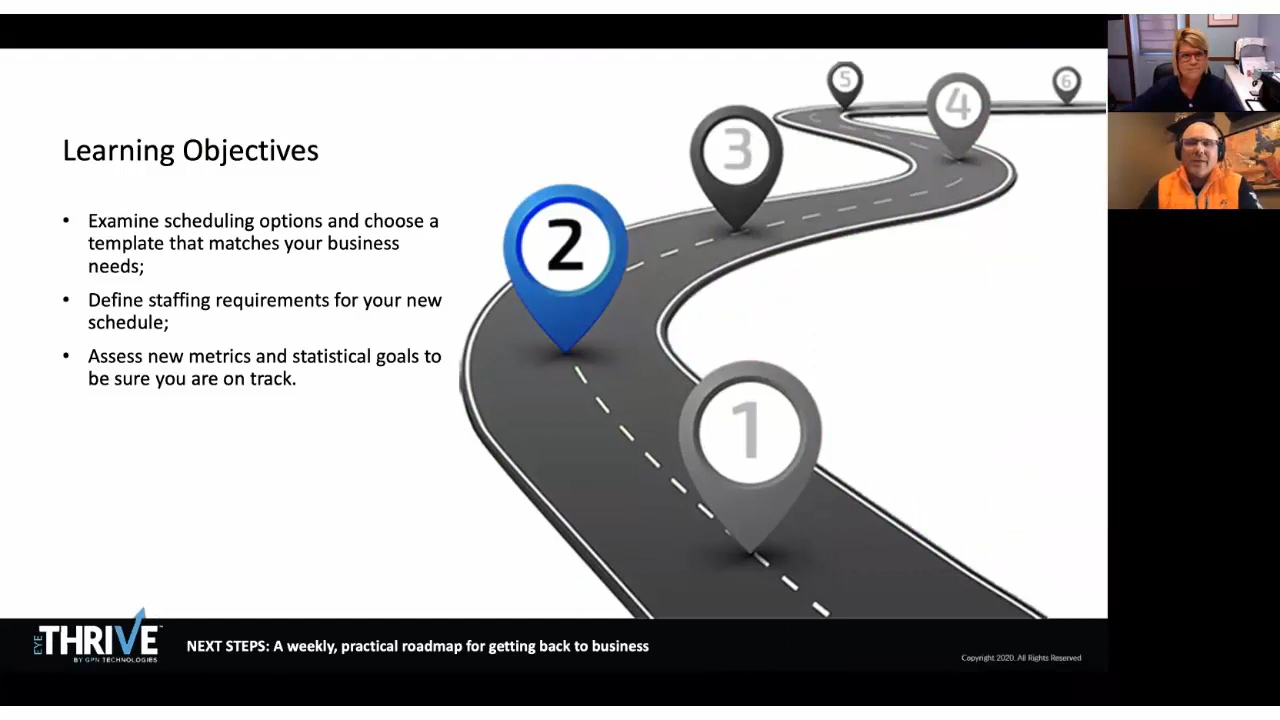 Learning Objectives
• Examine scheduling options and choose a
template that matches your business
needs;
• Define staffing requirements for your new
schedule;
• Assess new metrics and statistical goals to
be sure you are on track.
5
6
4
3
2
1
EYE
THRIVE™
BY GPN TECHNOLOGIES
NEXT STEPS: A weekly, practical roadmap for getting back to business
Copyright 2020. All Rights Reserved